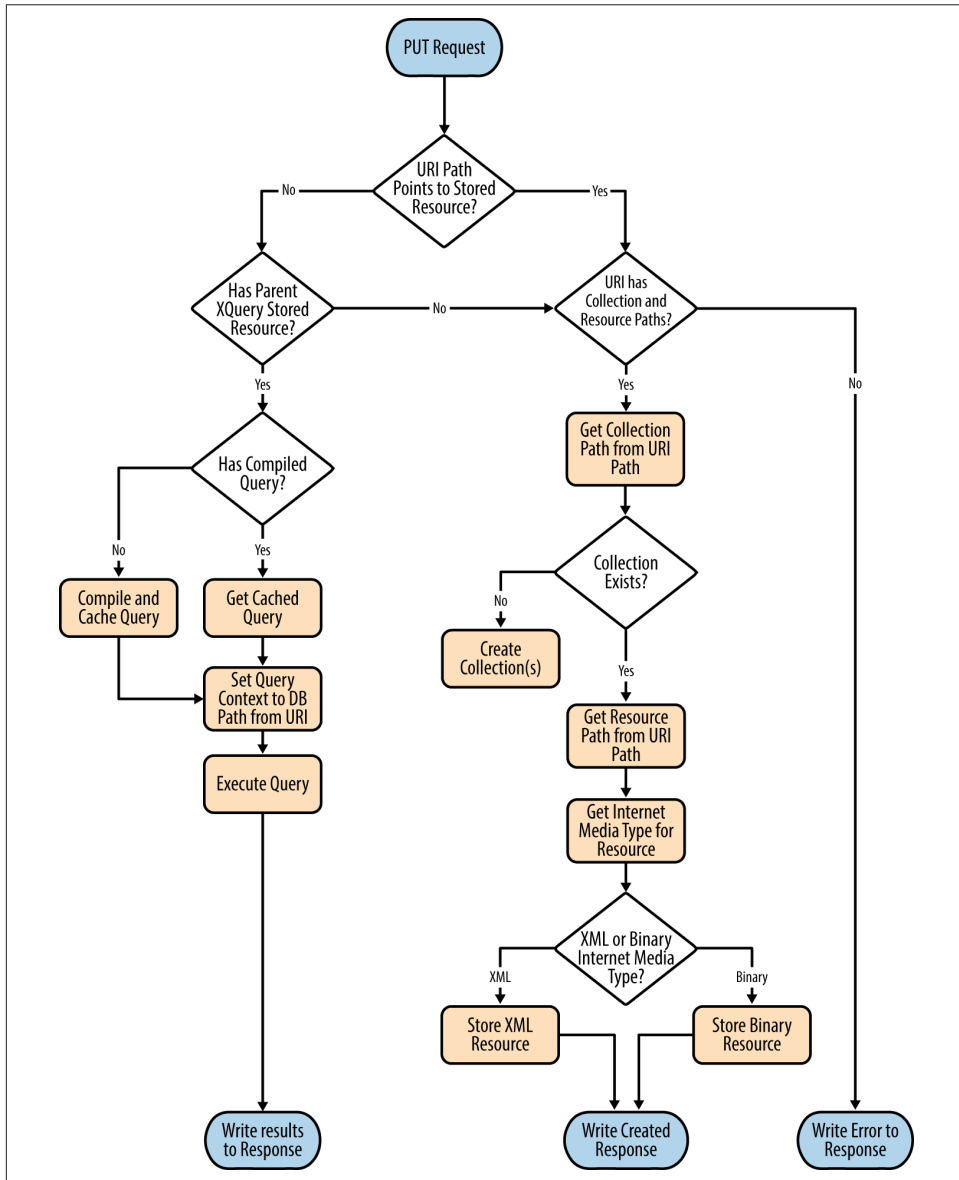 PUT Request
URI Path
Points to Stored
Resource?
No
Yes
Has Parent
XQuery Stored
Resource?
No
URI has
Collection and
Resource Paths?
Yes
Yes
No
Has Compiled
Query?
Get Collection
Path from URI
Path
No
Yes
Collection
Exists?
Compile and
Cache Query
Get Cached
Query
No
Create
Collection(s)
Yes
Set Query
Context to DB
Path from URI
Get Resource
Path from URI
Path
Execute Query
Get Internet
Media Type for
Resource
XML or Binary
Internet Media
Type?
XML
Binary
Store XML
Resource
Store Binary
Resource
Write results
to Response
Write Created
Response
Write Error to
Response